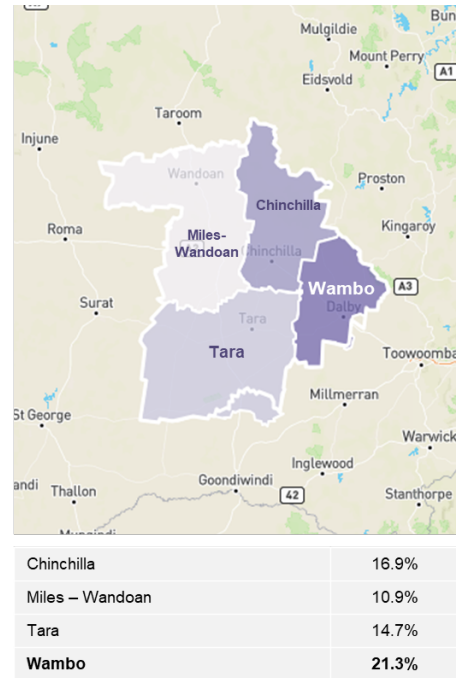 Bun
Mulgildie
Mount Perry
A1
Eidsvold
Taroom
Injune
Wandoan
Proston
Chinchilla
Kingaroy
Roma
Miles-
Wandoan
Chinchilla
Wambo
A3
Dalby
Surat
Tara
Tara
Toowoomba
Millmerran
St George
Warwick
Inglewood
andi
Thallon
Goondiwindi
42
Stanthorpe
Chinchilla 16.9%
Miles – Wandoan 10.9%
Tara 14.7%
Wambo 21.3%